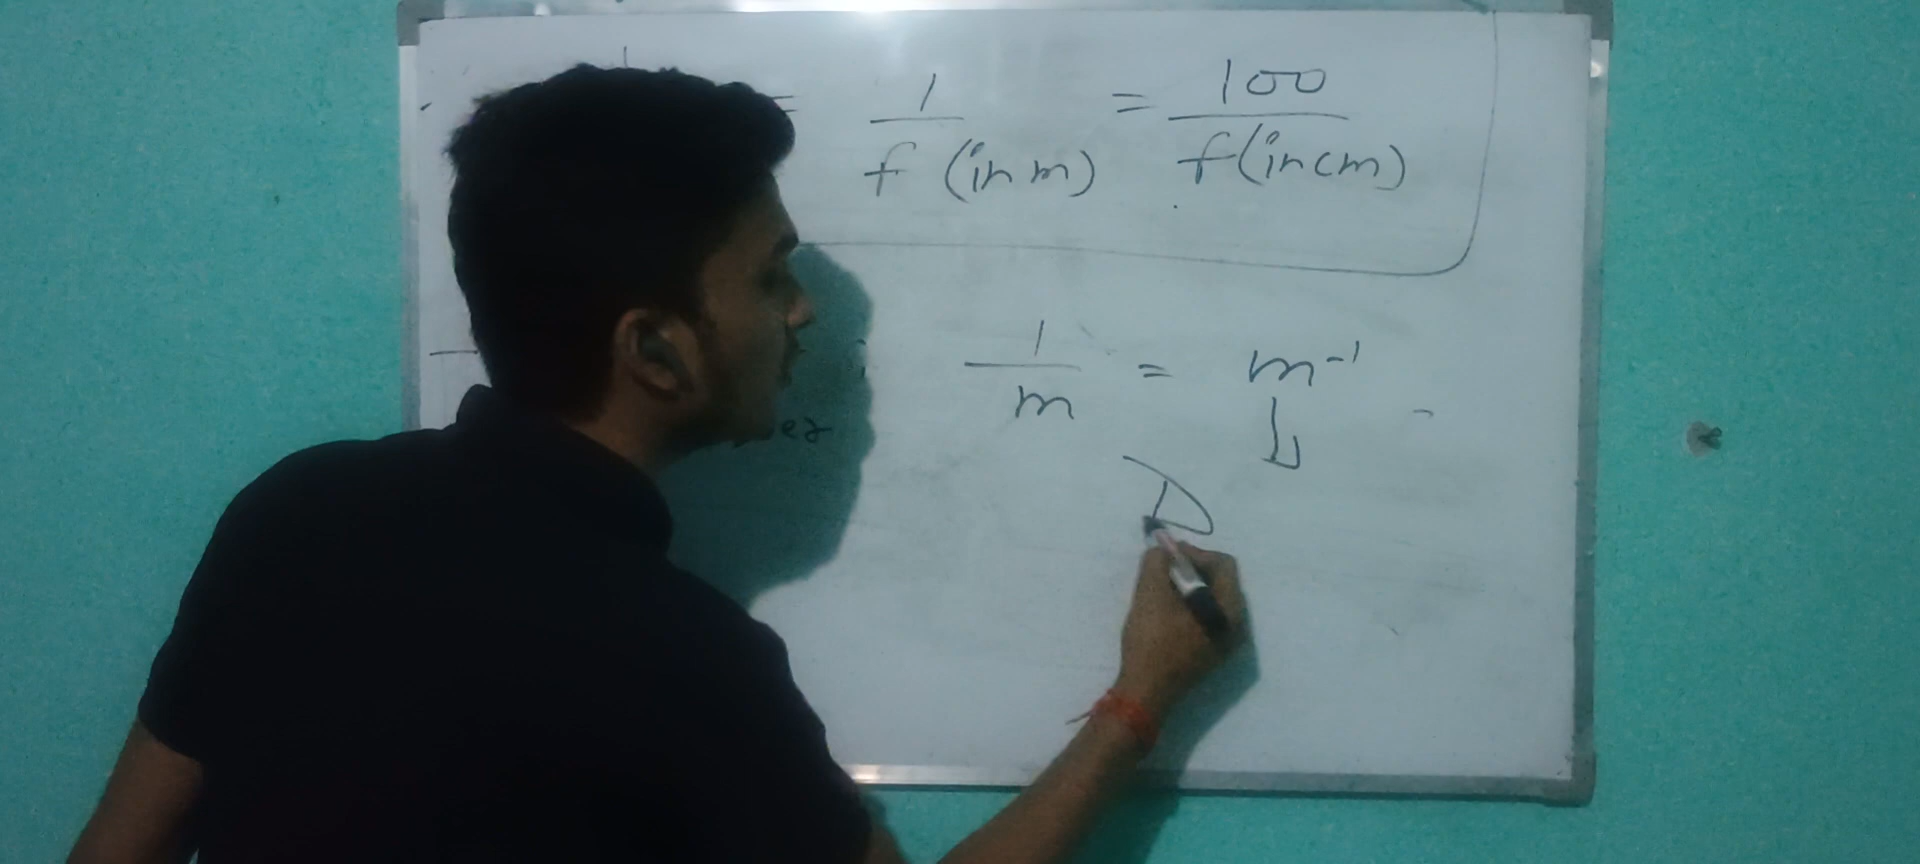 = 1/f (in m) = 100/f(in cm)
1/m = m⁻¹
D